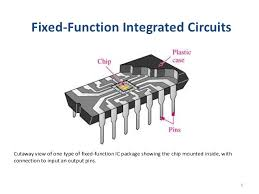 Fixed-Function Integrated Circuits
Plastic
case
Chip
Pins
Cutaway view of one type of fixed-function IC package showing the chip mounted inside, with
connection to input an output pins.